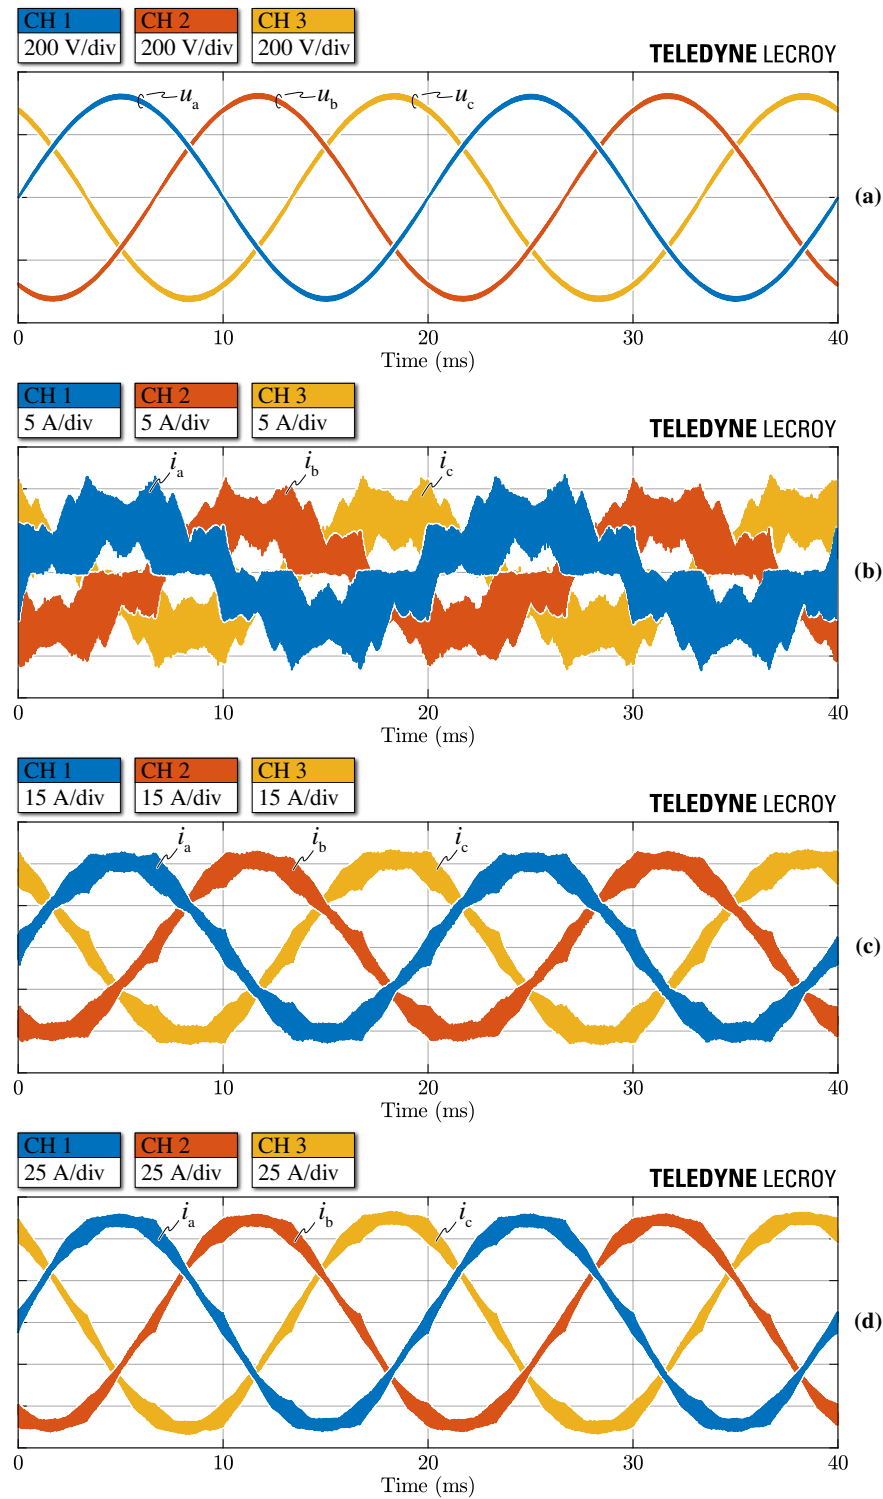 CH 1 CH 2 CH 3
200 V/div 200 V/div 200 V/div
TELEDYNE LECROY
ua ub uc
(a)
0 10 20 30 40
Time (ms)
CH 1 CH 2 CH 3
5 A/div 5 A/div 5 A/div
TELEDYNE LECROY
ia ib ic
(b)
0 10 20 30 40
Time (ms)
CH 1 CH 2 CH 3
15 A/div 15 A/div 15 A/div
TELEDYNE LECROY
ia ib ic
(c)
0 10 20 30 40
Time (ms)
CH 1 CH 2 CH 3
25 A/div 25 A/div 25 A/div
TELEDYNE LECROY
ia ib ic
(d)
0 10 20 30 40
Time (ms)